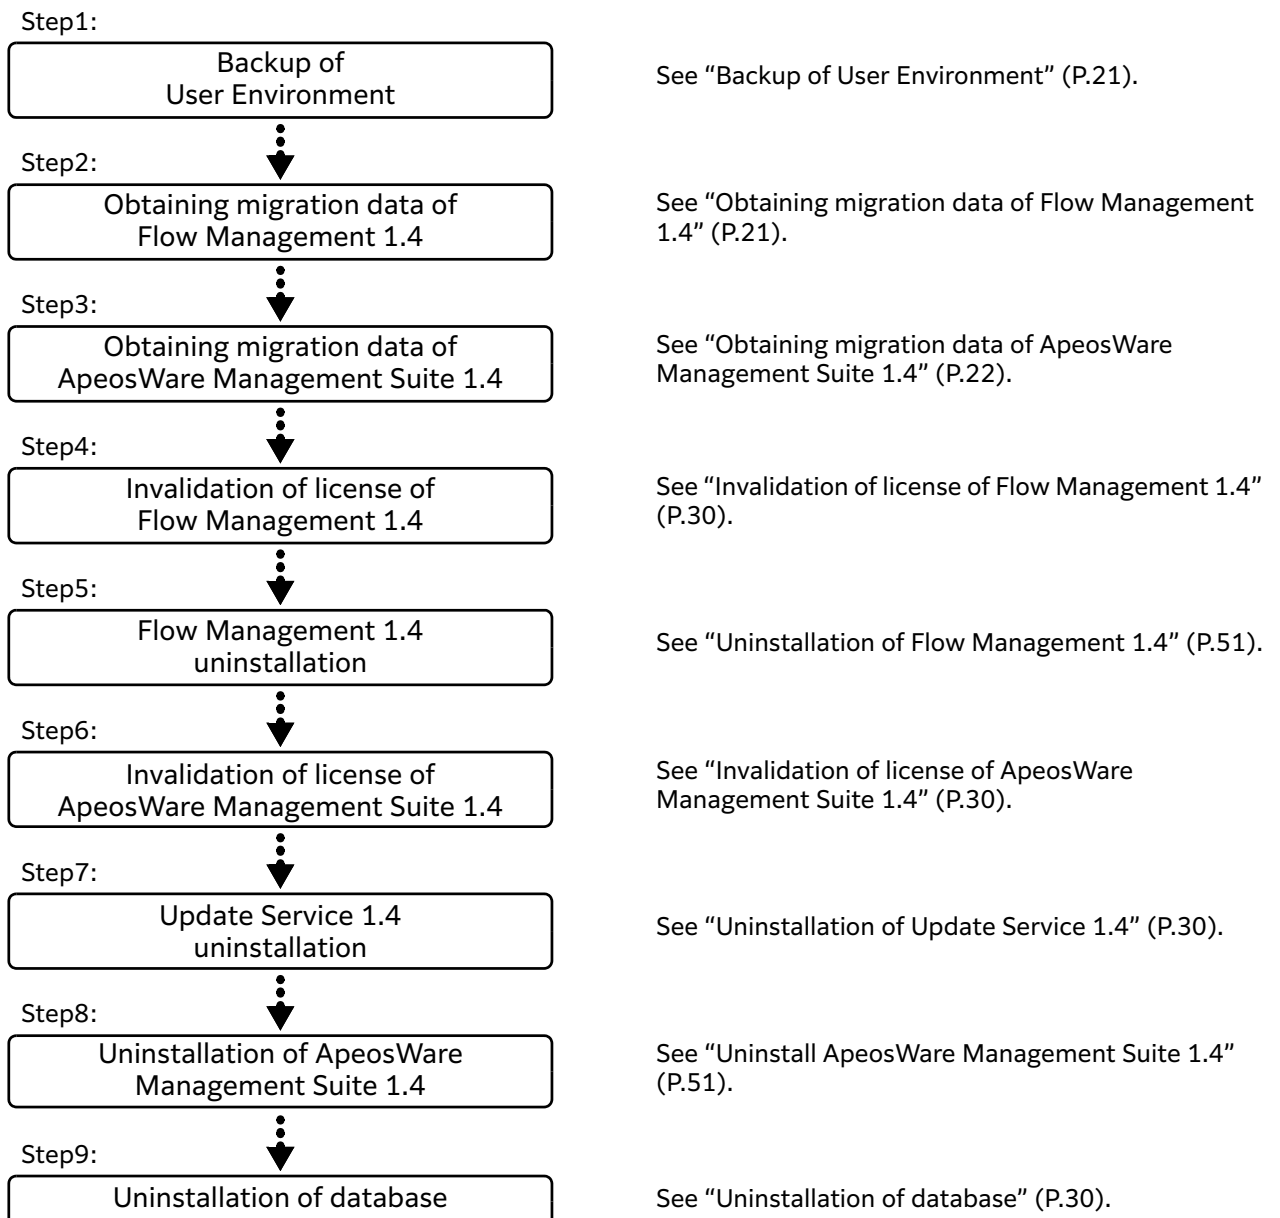 Step1:
Backup of
User Environment
See “Backup of User Environment” (P.21).
Step2:
Obtaining migration data of
Flow Management 1.4
See “Obtaining migration data of Flow Management
1.4” (P.21).
Step3:
Obtaining migration data of
ApeosWare Management Suite 1.4
See “Obtaining migration data of ApeosWare
Management Suite 1.4” (P.22).
Step4:
Invalidation of license of
Flow Management 1.4
See “Invalidation of license of Flow Management 1.4”
(P.30).
Step5:
Flow Management 1.4
uninstallation
See “Uninstallation of Flow Management 1.4” (P.51).
Step6:
Invalidation of license of
ApeosWare Management Suite 1.4
See “Invalidation of license of ApeosWare
Management Suite 1.4” (P.30).
Step7:
Update Service 1.4
uninstallation
See “Uninstallation of Update Service 1.4” (P.30).
Step8:
Uninstallation of ApeosWare
Management Suite 1.4
See “Uninstall ApeosWare Management Suite 1.4”
(P.51).
Step9:
Uninstallation of database
See “Uninstallation of database” (P.30).